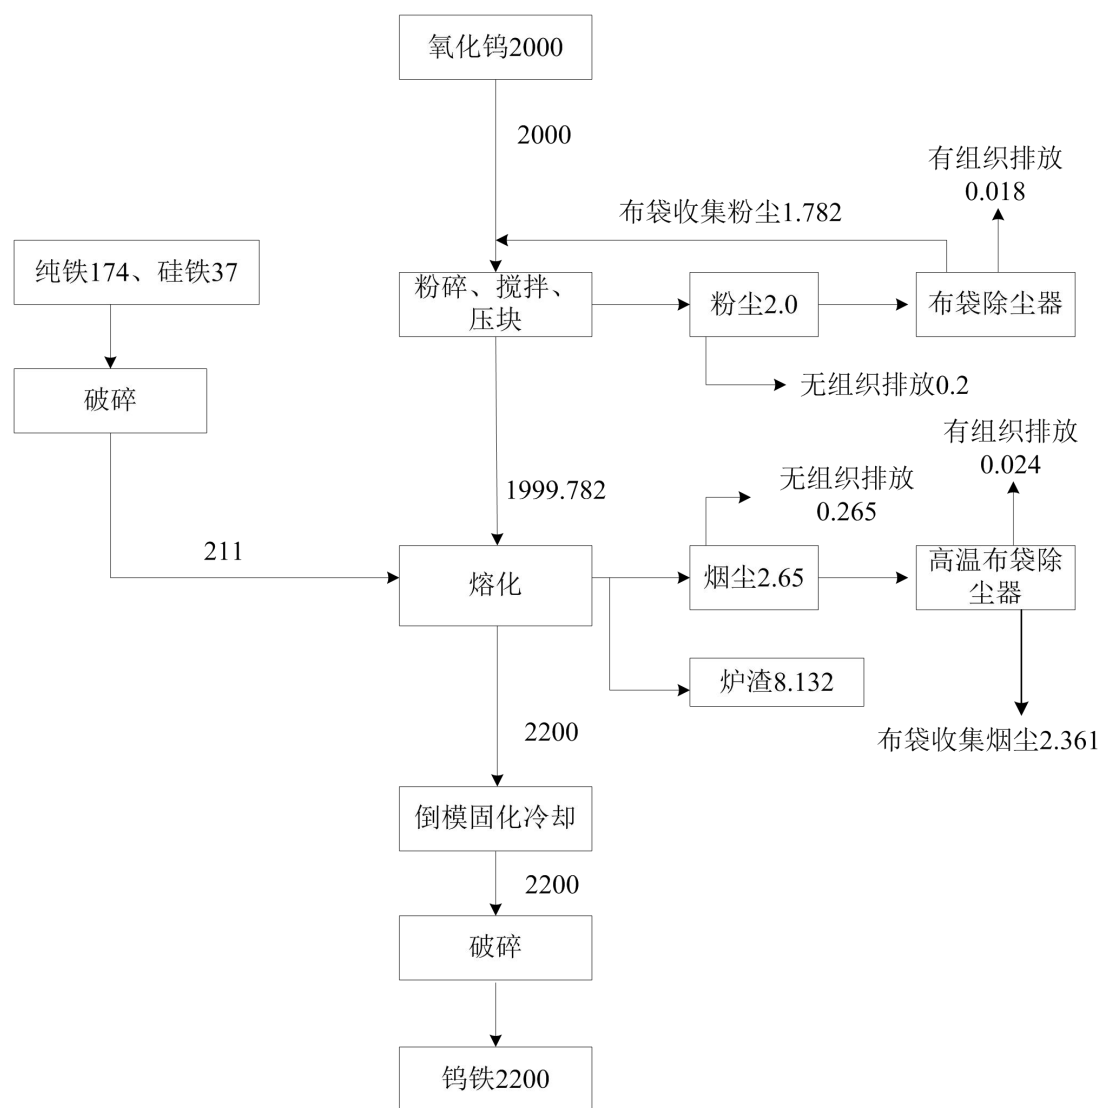 氧化钨2000
2000
有组织排放
0.018
布袋收集粉尘1.782
纯铁174、硅铁37
粉碎、搅拌、
压块
粉尘2.0
布袋除尘器
破碎
无组织排放0.2
有组织排放
0.024
无组织排放
0.265
1999.782
211
熔化
烟尘2.65
高温布袋除
尘器
炉渣8.132
2200
布袋收集烟尘2.361
倒模固化冷却
2200
破碎
钨铁2200